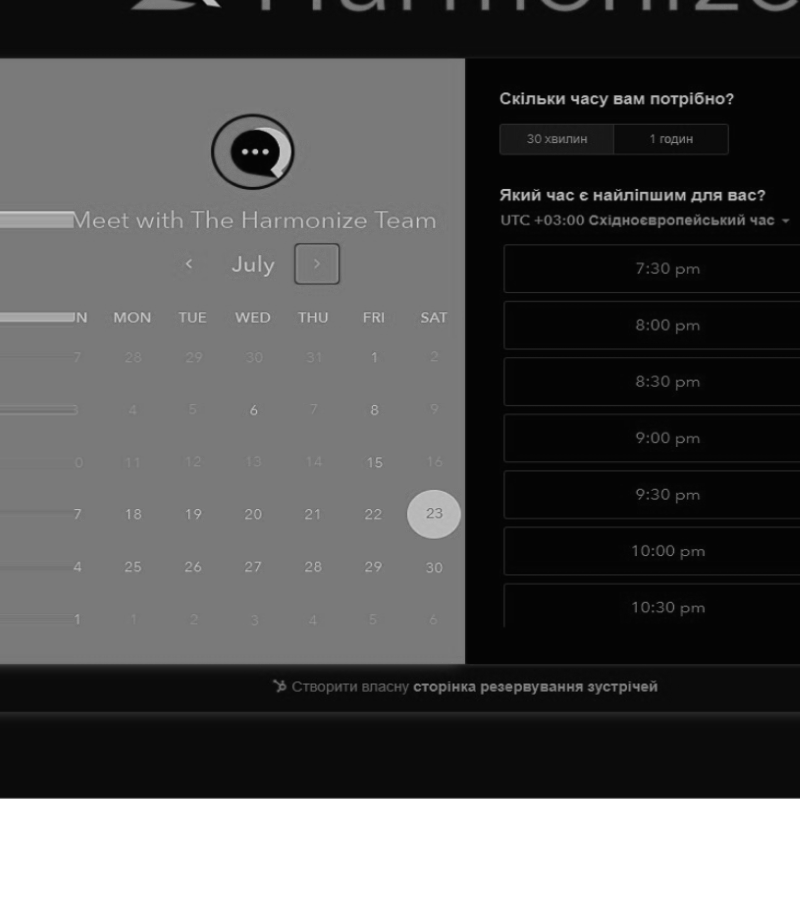 Harmonize
Meet with The Harmonize Team
July
N MON TUE WED THU FRI SAT
7 28 29 30 31 1 2
3 4 5 6 7 8 9
0 11 12 13 14 15 16
7 18 19 20 21 22 23
4 25 26 27 28 29 30
1 1 2 3 4 5 6
Скільки часу вам потрібно?
30 хвилин 1 годин
Який час є найліпшим для вас?
UTC +03:00 Східноєвропейський час
7:30 pm
8:00 pm
8:30 pm
9:00 pm
9:30 pm
10:00 pm
10:30 pm
Створити власну сторінка резервування зустрічей